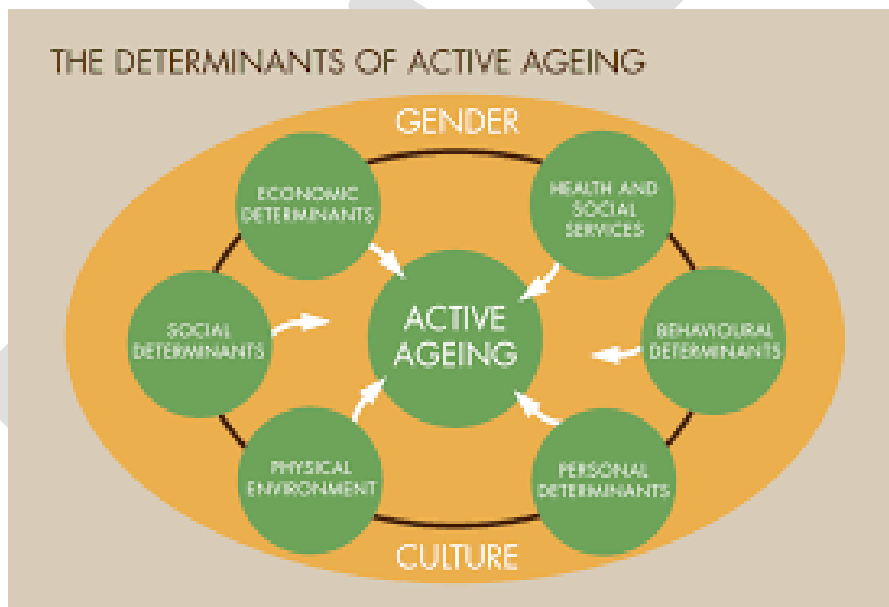 THE DETERMINANTS OF ACTIVE AGEING
GENDER
ECONOMIC
DETERMINANTS
HEALTH AND
SOCIAL
SERVICES
SOCIAL
DETERMINANTS
ACTIVE
AGEING
BEHAVIOURAL
DETERMINANTS
PHYSICAL
ENVIRONMENT
PERSONAL
DETERMINANTS
CULTURE